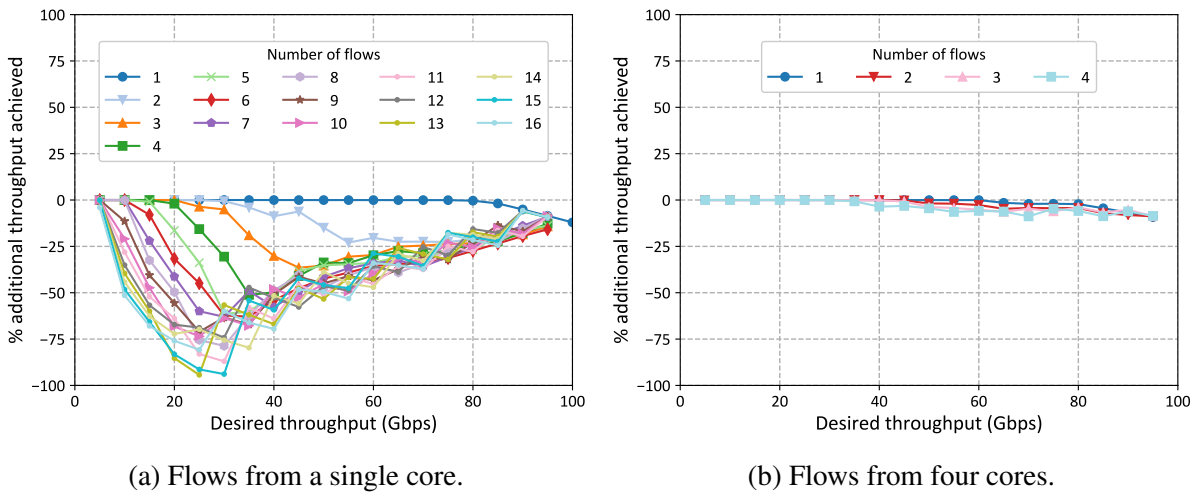 % additional throughput achieved
100
75
50
25
0
−25
−50
−75
−100
Number of flows
1 5 8 11 14
2 6 9 12 15
3 7 10 13 16
4
0 20 40 60 80 100
Desired throughput (Gbps)
(a) Flows from a single core.
% additional throughput achieved
100
75
50
25
0
−25
−50
−75
−100
Number of flows
1 2 3 4
0 20 40 60 80 100
Desired throughput (Gbps)
(b) Flows from four cores.